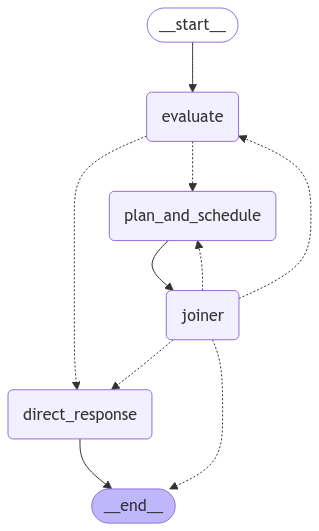 __start__
evaluate
plan_and_schedule
joiner
direct_response
__end__